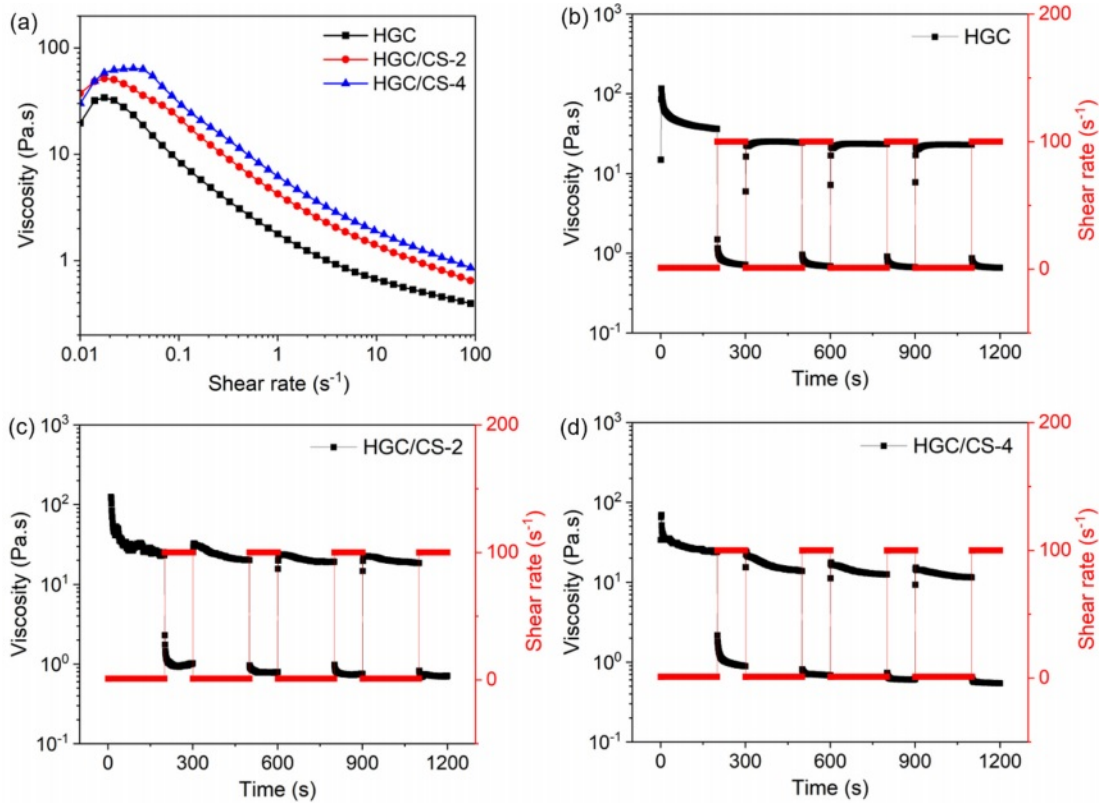 (a)
HGC
HGC/CS-2
HGC/CS-4
Viscosity (Pa.s)
100
10
1
0.01 0.1 1 10 100
Shear rate (s⁻¹)
(b)
HGC
Viscosity (Pa.s)
10³
10²
10¹
10⁰
10⁻¹
0 300 600 900 1200
Time (s)
200
100
0
Shear rate (s⁻¹)
(c)
HGC/CS-2
Viscosity (Pa.s)
10³
10²
10¹
10⁰
10⁻¹
0 300 600 900 1200
Time (s)
200
100
0
Shear rate (s⁻¹)
(d)
HGC/CS-4
Viscosity (Pa.s)
10³
10²
10¹
10⁰
10⁻¹
0 300 600 900 1200
Time (s)
200
100
0
Shear rate (s⁻¹)